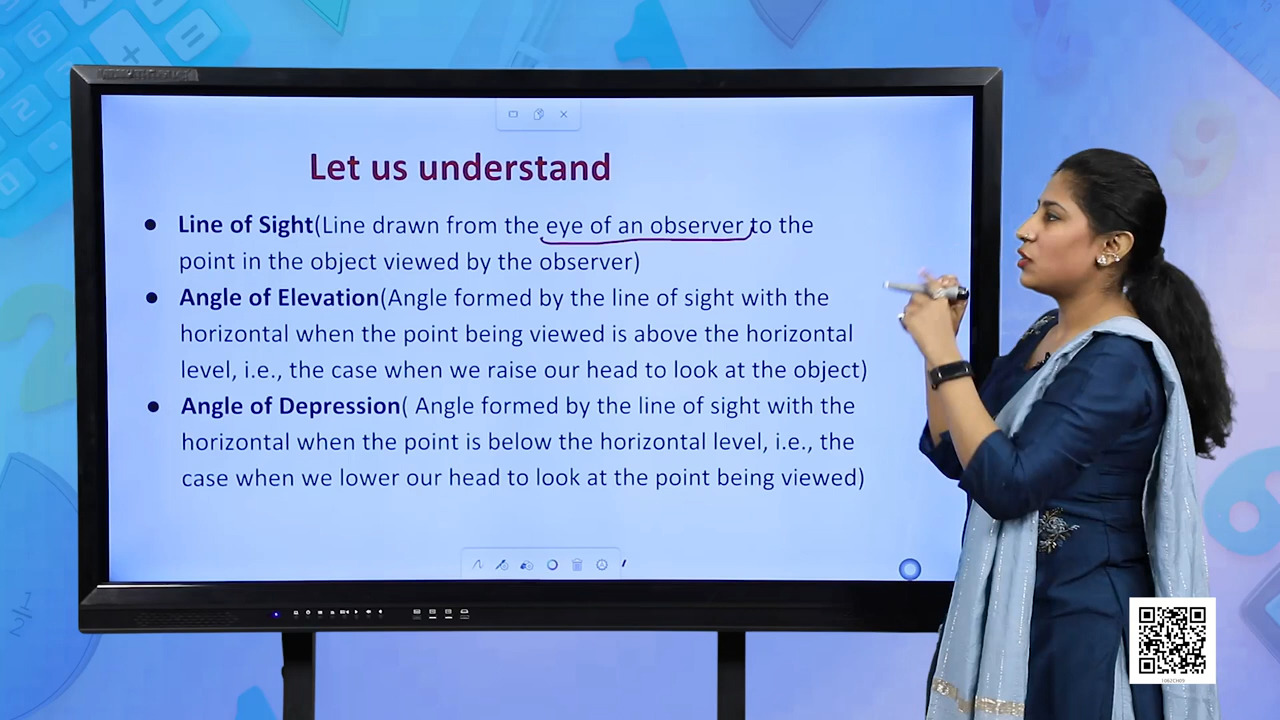 Let us understand
● Line of Sight(Line drawn from the eye of an observer to the
point in the object viewed by the observer)
● Angle of Elevation(Angle formed by the line of sight with the
horizontal when the point being viewed is above the horizontal
level, i.e., the case when we raise our head to look at the object)
● Angle of Depression( Angle formed by the line of sight with the
horizontal when the point is below the horizontal level, i.e., the
case when we lower our head to look at the point being viewed)
1062CH09